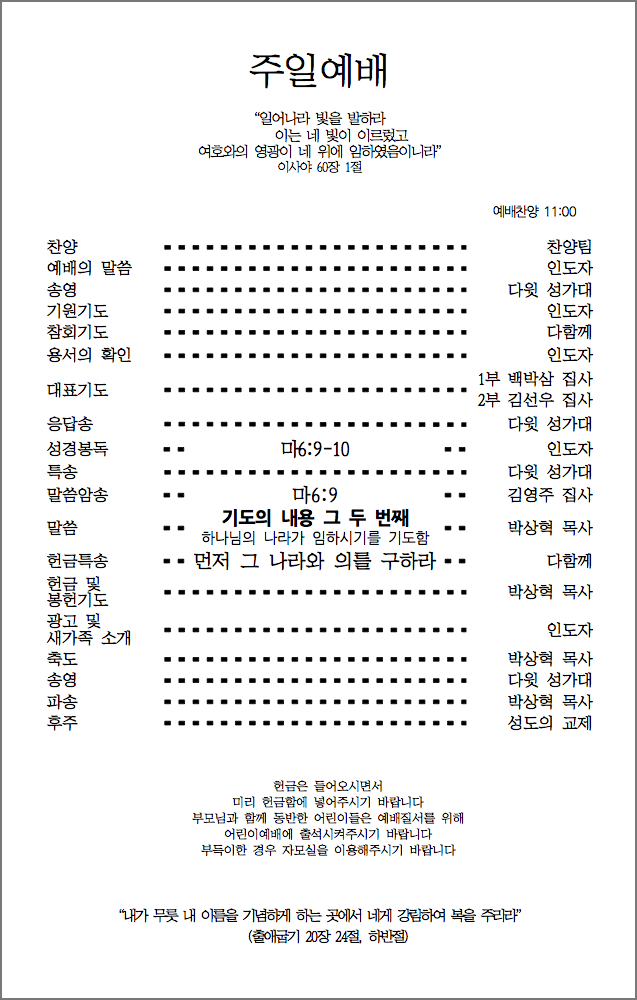 주일예배
“일어나라 빛을 발하라
이는 네 빛이 이르렀고
여호와의 영광이 네 위에 임하였음이니라”
이사야 60장 1절
예배찬양 11:00
찬양 찬양팀
예배의 말씀 인도자
송영 다윗 성가대
기원기도 인도자
참회기도 다함께
용서의 확인 인도자
대표기도 1부 백박삼 집사
2부 김선우 집사
응답송 다윗 성가대
성경봉독 마6:9-10 인도자
특송 다윗 성가대
말씀암송 마6:9 김영주 집사
말씀 기도의 내용 그 두 번째 박상혁 목사
하나님의 나라가 임하시기를 기도함
헌금특송 먼저 그 나라와 의를 구하라 다함께
헌금 및
봉헌기도 박상혁 목사
광고 및
새가족 소개 인도자
축도 박상혁 목사
송영 다윗 성가대
파송 박상혁 목사
후주 성도의 교제
헌금은 들어오시면서
미리 헌금함에 넣어주시기 바랍니다
부모님과 함께 동반한 어린이들은 예배질서를 위해
어린이예배에 출석시켜주시기 바랍니다
부득이한 경우 자모실을 이용해주시기 바랍니다
“내가 무릇 내 이름을 기념하게 하는 곳에서 네게 강림하여 복을 주리라”
(출애굽기 20장 24절, 하반절)